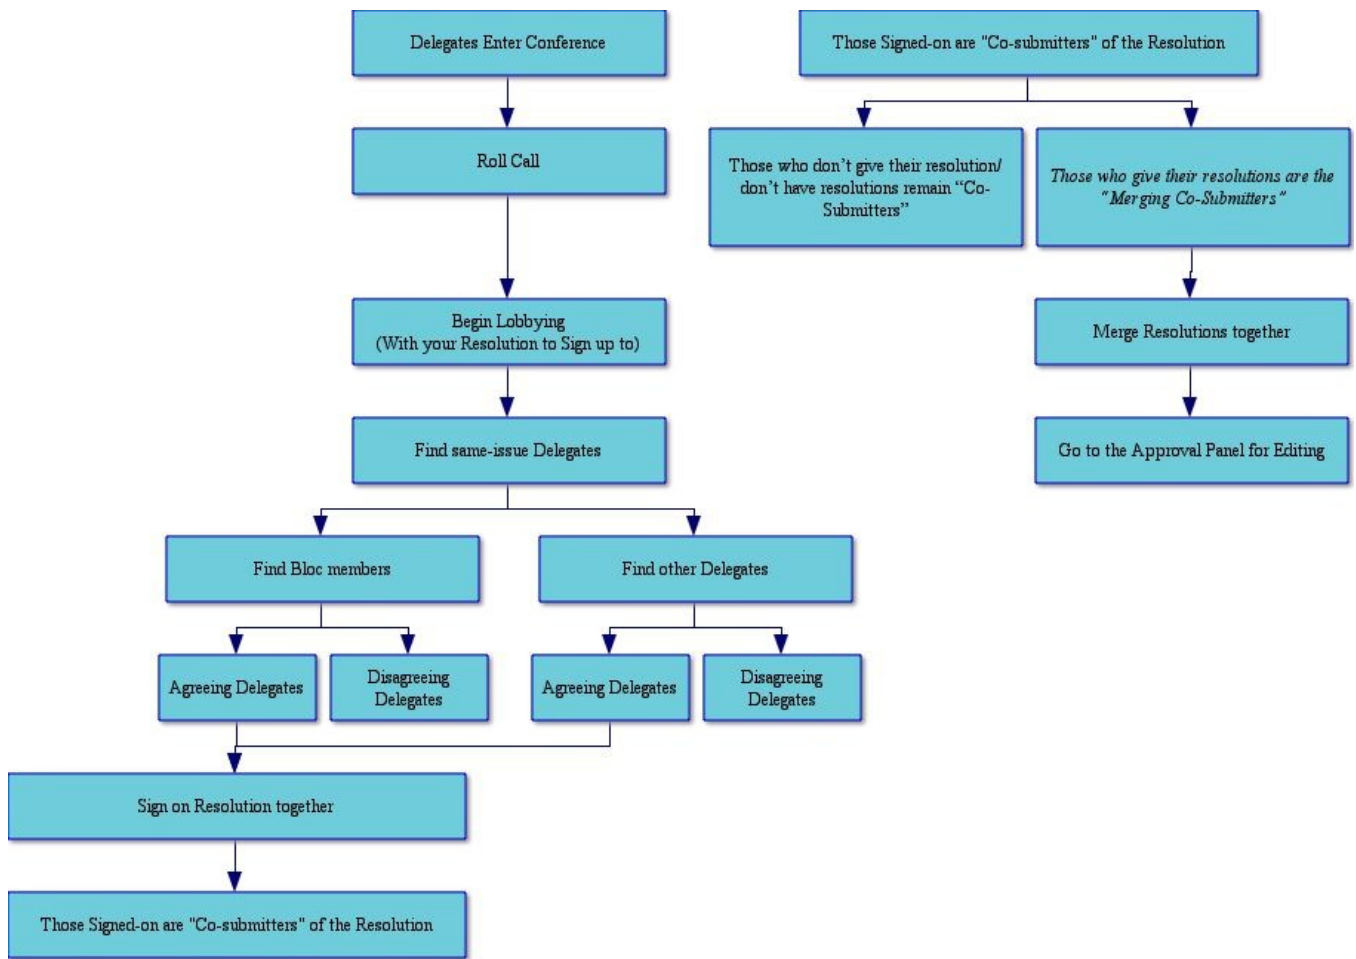 Delegates Enter Conference
Roll Call
Begin Lobbying
(With your Resolution to Sign up to)
Find same-issue Delegates
Find Bloc members
Find other Delegates
Agreeing Delegates
Disagreeing
Delegates
Agreeing Delegates
Disagreeing
Delegates
Sign on Resolution together
Those Signed-on are "Co-submitters" of the Resolution
Those Signed-on are "Co-submitters" of the Resolution
Those who don’t give their resolution/
don’t have resolutions remain “Co-
Submitters”
Those who give their resolutions are the
"Merging Co-Submitters"
Merge Resolutions together
Go to the Approval Panel for Editing